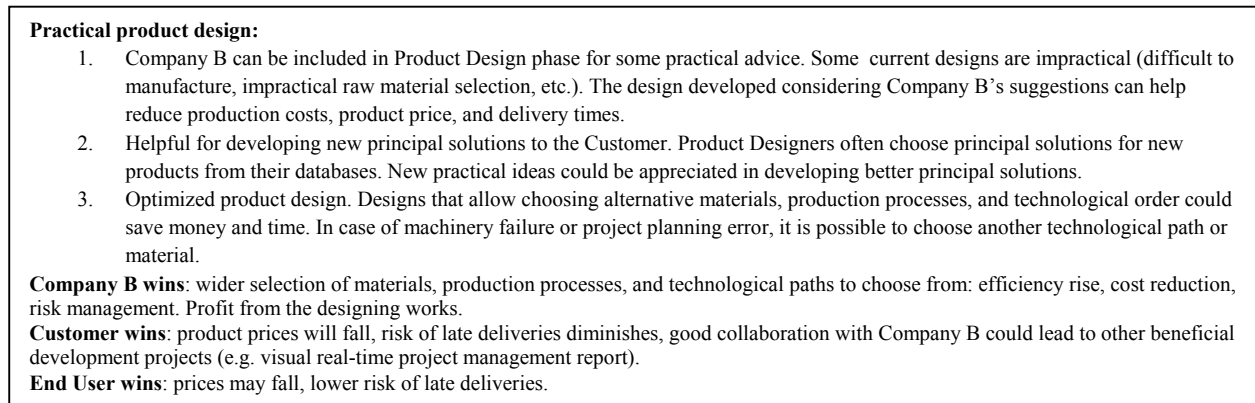 Practical product design:
1. Company B can be included in Product Design phase for some practical advice. Some current designs are impractical (difficult to
manufacture, impractical raw material selection, etc.). The design developed considering Company B's suggestions can help
reduce production costs, product price, and delivery times.
2. Helpful for developing new principal solutions to the Customer. Product Designers often choose principal solutions for new
products from their databases. New practical ideas could be appreciated in developing better principal solutions.
3. Optimized product design. Designs that allow choosing alternative materials, production processes, and technological order could
save money and time. In case of machinery failure or project planning error, it is possible to choose another technological path or
material.
Company B wins: wider selection of materials, production processes, and technological paths to choose from: efficiency rise, cost reduction,
risk management. Profit from the designing works.
Customer wins: product prices will fall, risk of late deliveries diminishes, good collaboration with Company B could lead to other beneficial
development projects (e.g. visual real-time project management report).
End User wins: prices may fall, lower risk of late deliveries.